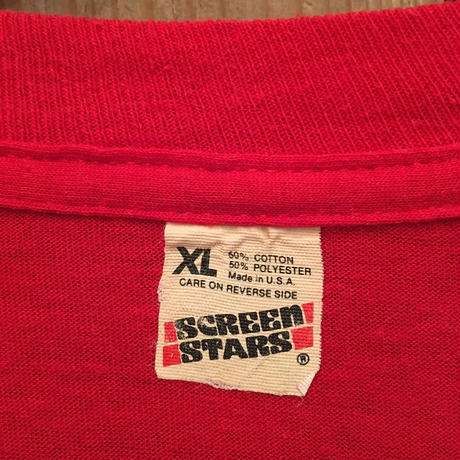 XL
50% COTTON
50% POLYESTER
Made in U.S.A.
CARE ON REVERSE SIDE
SCREEN
STARS
®